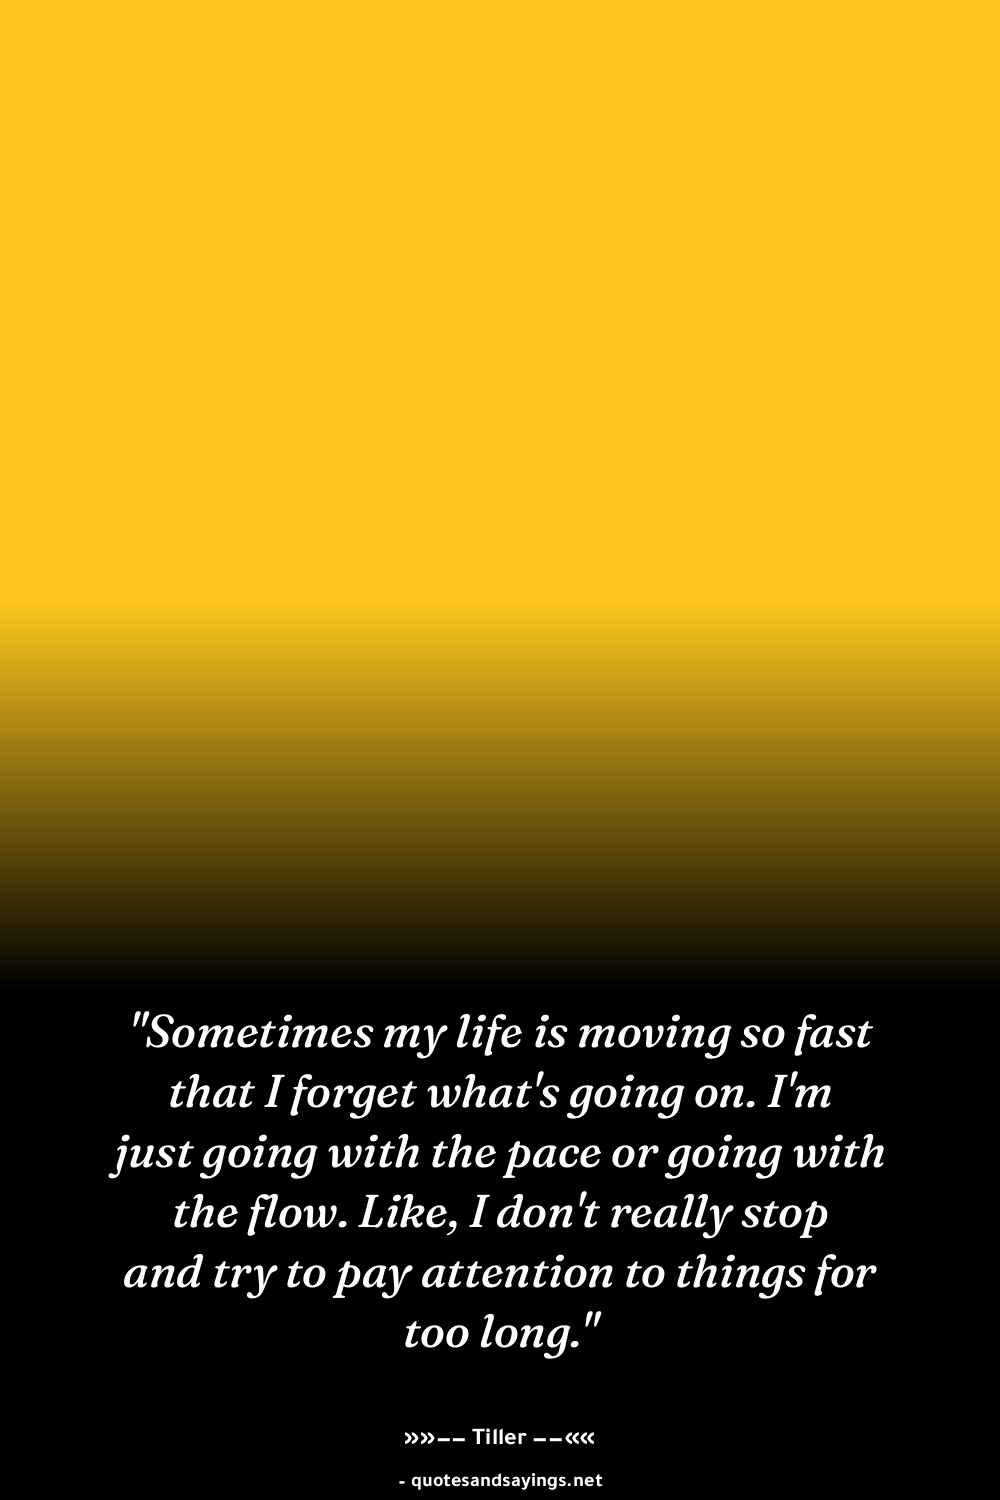 "Sometimes my life is moving so fast
that I forget what's going on. I'm
just going with the pace or going with
the flow. Like, I don't really stop
and try to pay attention to things for
too long."
»»−− Tiller −−««
- quotesandsayings.net